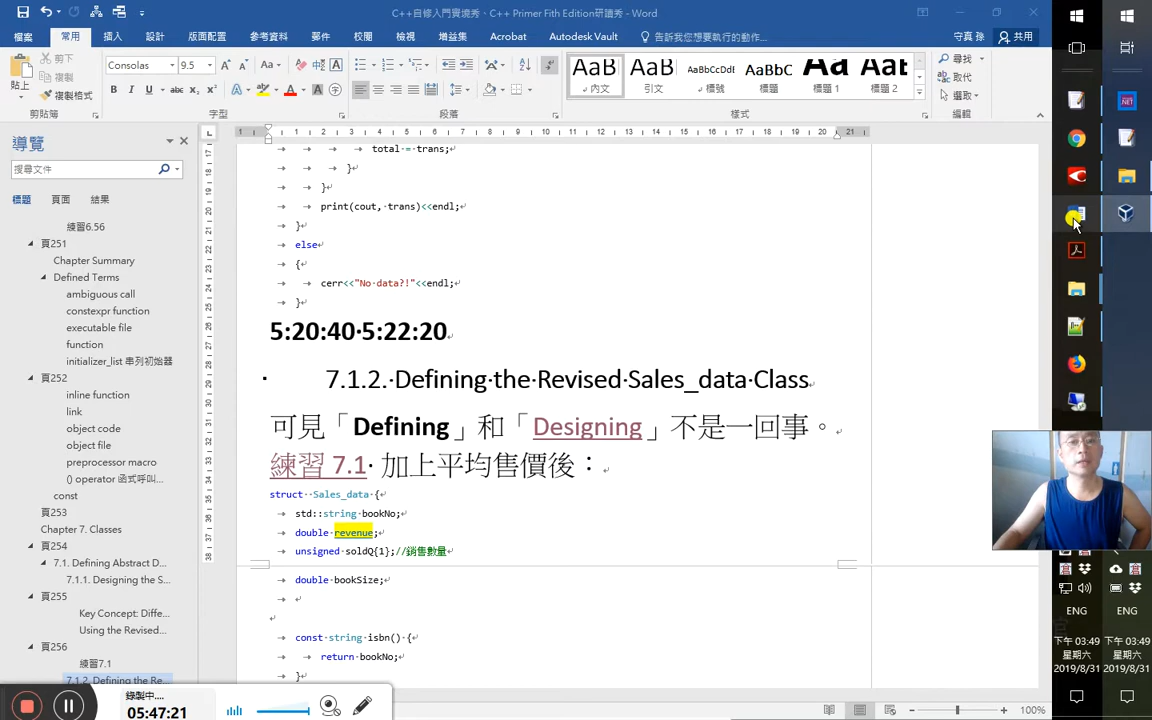 C++自修入門實境秀、C++ Primer Fith Edition研讀秀 - Word
檔案 常用 插入 設計 版面配置 參考資料 郵件 校閱 檢視 增益集 Acrobat Autodesk Vault 告訴我您想要執行的動作... 守真 孫 共用
貼上 剪下 複製 複製格式 剪貼簿
Consolas 9.5 字型
段落
AaBb AaBb AaBbCcDdE AaBbC AaB AaB
內文 引文 標號 標題 標題 1 標題 2
樣式
尋找 取代 選取 編輯
導覽
搜尋文件
標題 頁面 結果
練習6.56
頁251
Chapter Summary
Defined Terms
ambiguous call
constexpr function
executable file
function
initializer_list 串列初始器
頁252
inline function
link
object code
object file
preprocessor macro
() operator 函式呼叫...
const
頁253
Chapter 7. Classes
頁254
7.1. Defining Abstract D...
7.1.1. Designing the S...
頁255
Key Concept: Diffe...
Using the Revised...
頁256
練習7.1
7.1.2. Defining the Re...
total = trans;
}
}
print(cout, trans)<<endl;
}
else
{
cerr<<"No data?!"<<endl;
}
5:20:40 5:22:20
7.1.2. Defining the Revised Sales_data Class
可見「Defining」和「Designing」不是一回事。
練習 7.1 加上平均售價後：
struct Sales_data {
std::string bookNo;
double revenue;
unsigned soldQ{1};//銷售數量
double bookSize;
const string isbn() {
return bookNo;
}
錄製中....
05:47:21
100%
ENG ENG
下午 03:49 下午 03:49
星期六 星期六
2019/8/31 2019/8/31